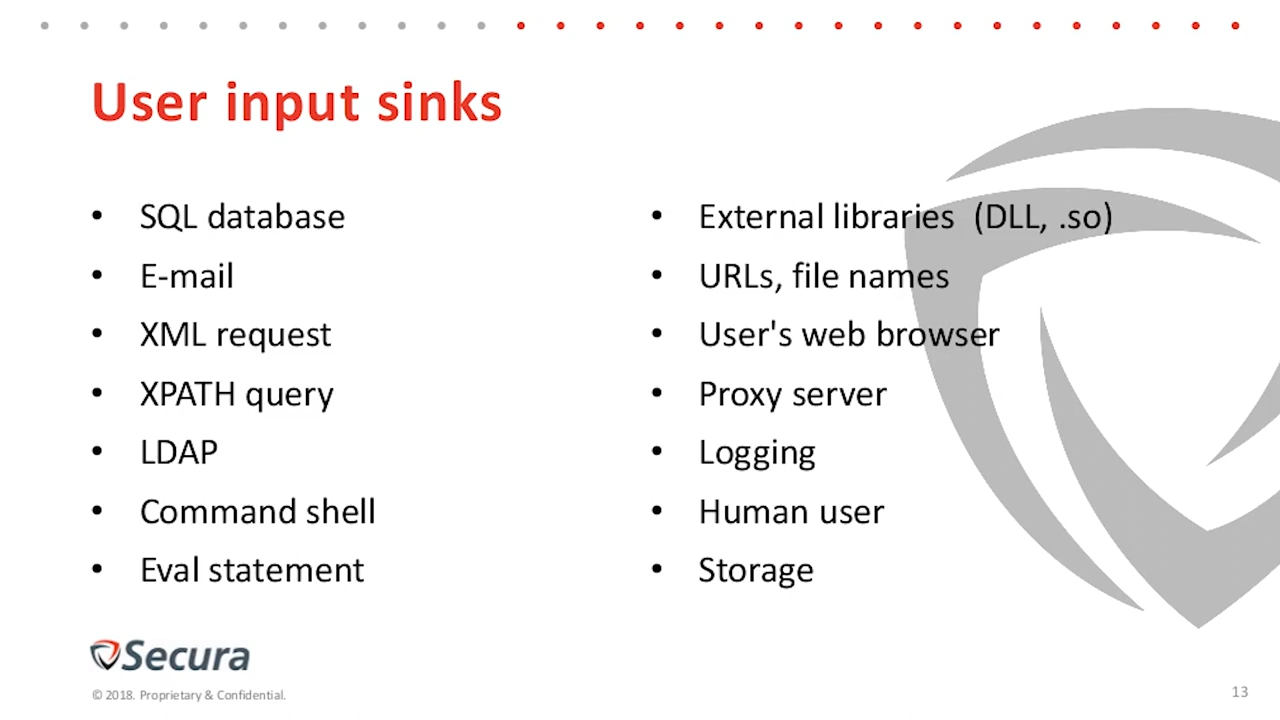 User input sinks
• SQL database
• E-mail
• XML request
• XPATH query
• LDAP
• Command shell
• Eval statement
• External libraries  (DLL, .so)
• URLs, file names
• User's web browser
• Proxy server
• Logging
• Human user
• Storage
Secura
© 2018. Proprietary & Confidential.
13